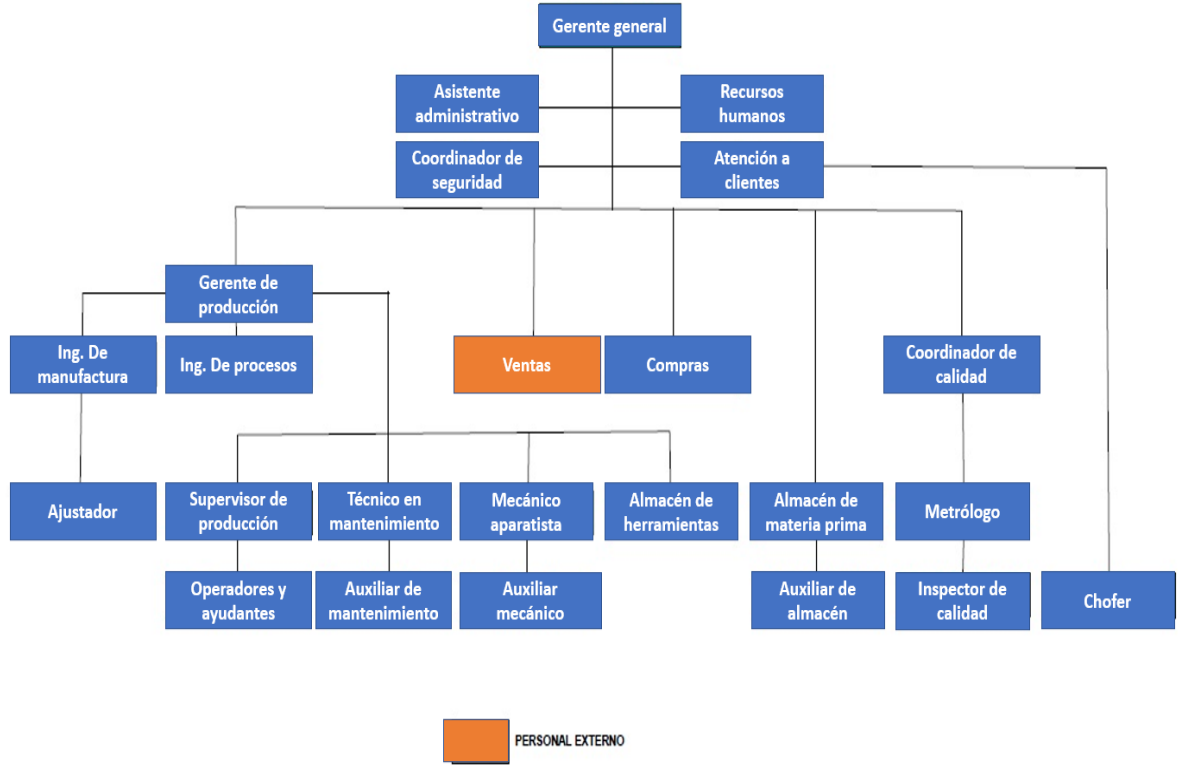 Gerente general
Asistente
administrativo
Recursos
humanos
Coordinador de
seguridad
Atención a
clientes
Gerente de
producción
Ing. De
manufactura
Ing. De procesos
Ventas
Compras
Coordinador de
calidad
Ajustador
Supervisor de
producción
Técnico en
mantenimiento
Mecánico
aparatista
Almacén de
herramientas
Almacén de
materia prima
Metrólogo
Operadores y
ayudantes
Auxiliar de
mantenimiento
Auxiliar
mecánico
Auxiliar de
almacén
Inspector de
calidad
Chofer
PERSONAL EXTERNO